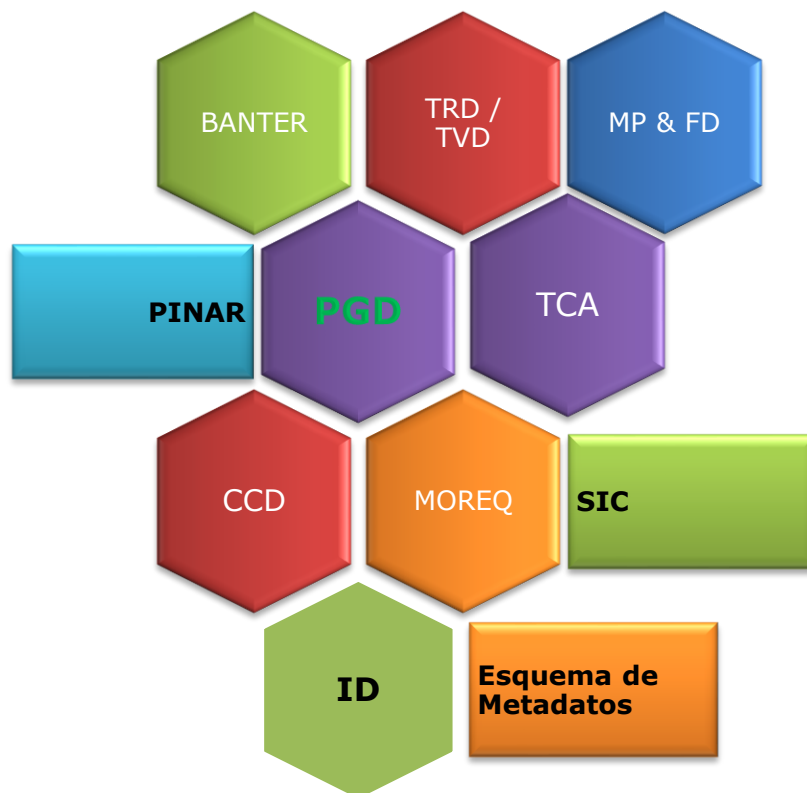 BANTER
TRD /
TVD
MP & FD
PINAR
PGD
TCA
CCD
MOREQ
SIC
ID
Esquema de
Metadatos